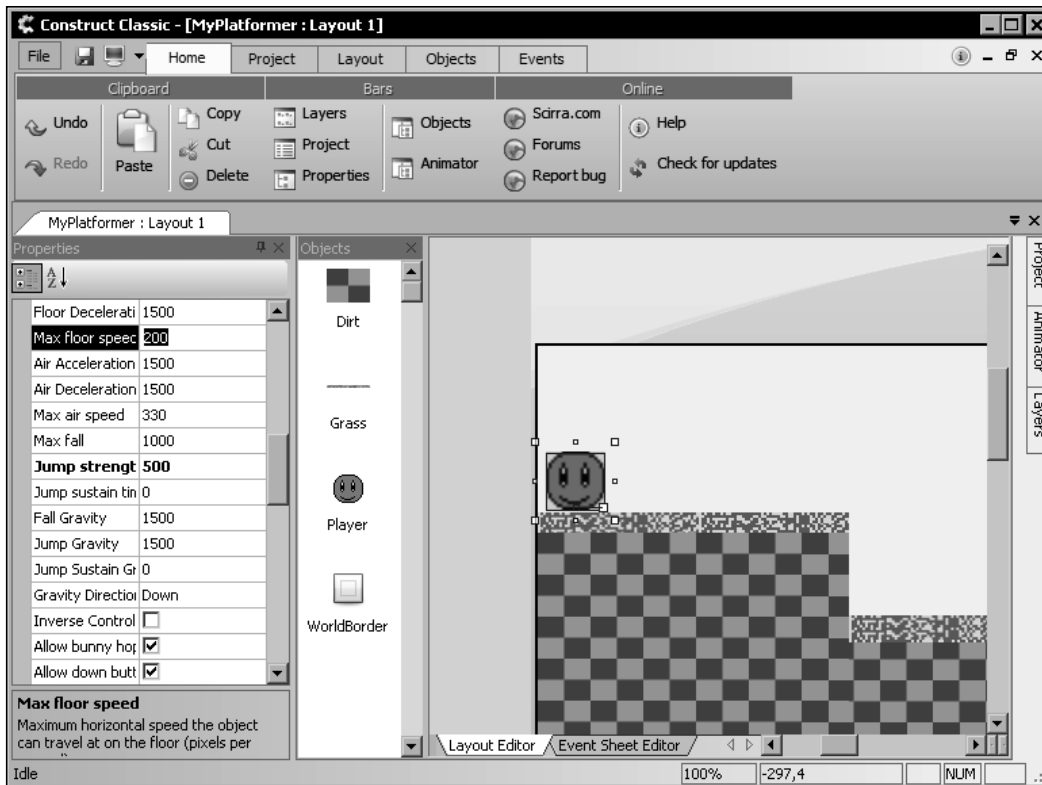 Construct Classic - [MyPlatformer : Layout 1]
File Home Project Layout Objects Events
Clipboard Bars Online
Undo Copy Layers Objects Scirra.com Help
Redo Paste Cut Project Animator Forums Check for updates
Delete Properties Report bug
MyPlatformer : Layout 1
Properties
Objects
Floor Decelerati 1500
Max floor speed 200
Air Acceleration 1500
Air Deceleration 1500
Max air speed 330
Max fall 1000
Jump strengt 500
Jump sustain tin 0
Fall Gravity 1500
Jump Gravity 1500
Jump Sustain Gr 0
Gravity Direction Down
Inverse Control
Allow bunny hop
Allow down butt
Max floor speed
Maximum horizontal speed the object
can travel at on the floor (pixels per
Dirt
Grass
Player
WorldBorder
Project
Animator
Layers
Layout Editor Event Sheet Editor
Idle 100% -297,4 NUM